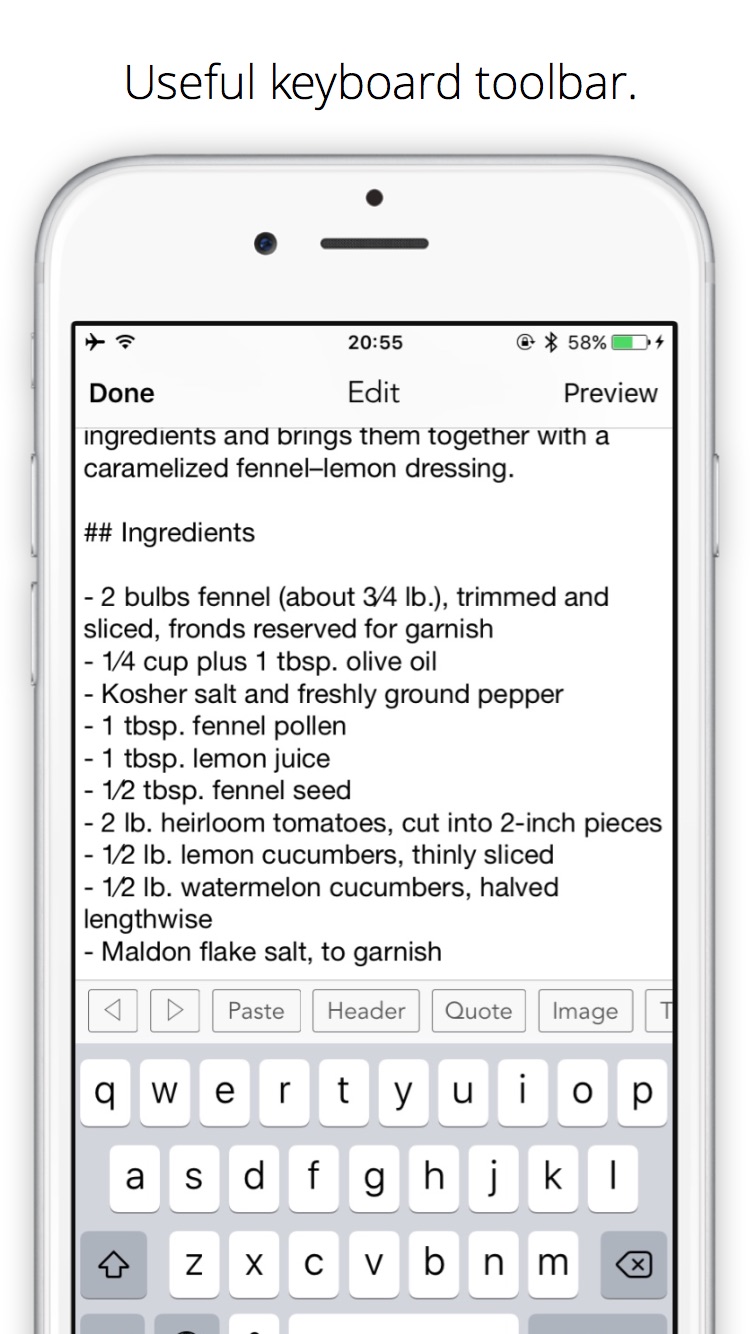 Useful keyboard toolbar.
20:55
58%
Done
Edit
Preview
ingredients and brings them together with a
caramelized fennel–lemon dressing.
## Ingredients
- 2 bulbs fennel (about 3⁄4 lb.), trimmed and
sliced, fronds reserved for garnish
- 1⁄4 cup plus 1 tbsp. olive oil
- Kosher salt and freshly ground pepper
- 1 tbsp. fennel pollen
- 1 tbsp. lemon juice
- 1⁄2 tbsp. fennel seed
- 2 lb. heirloom tomatoes, cut into 2-inch pieces
- 1⁄2 lb. lemon cucumbers, thinly sliced
- 1⁄2 lb. watermelon cucumbers, halved
lengthwise
- Maldon flake salt, to garnish
Paste
Header
Quote
Image
q w e r t y u i o p
a s d f g h j k l
z x c v b n m